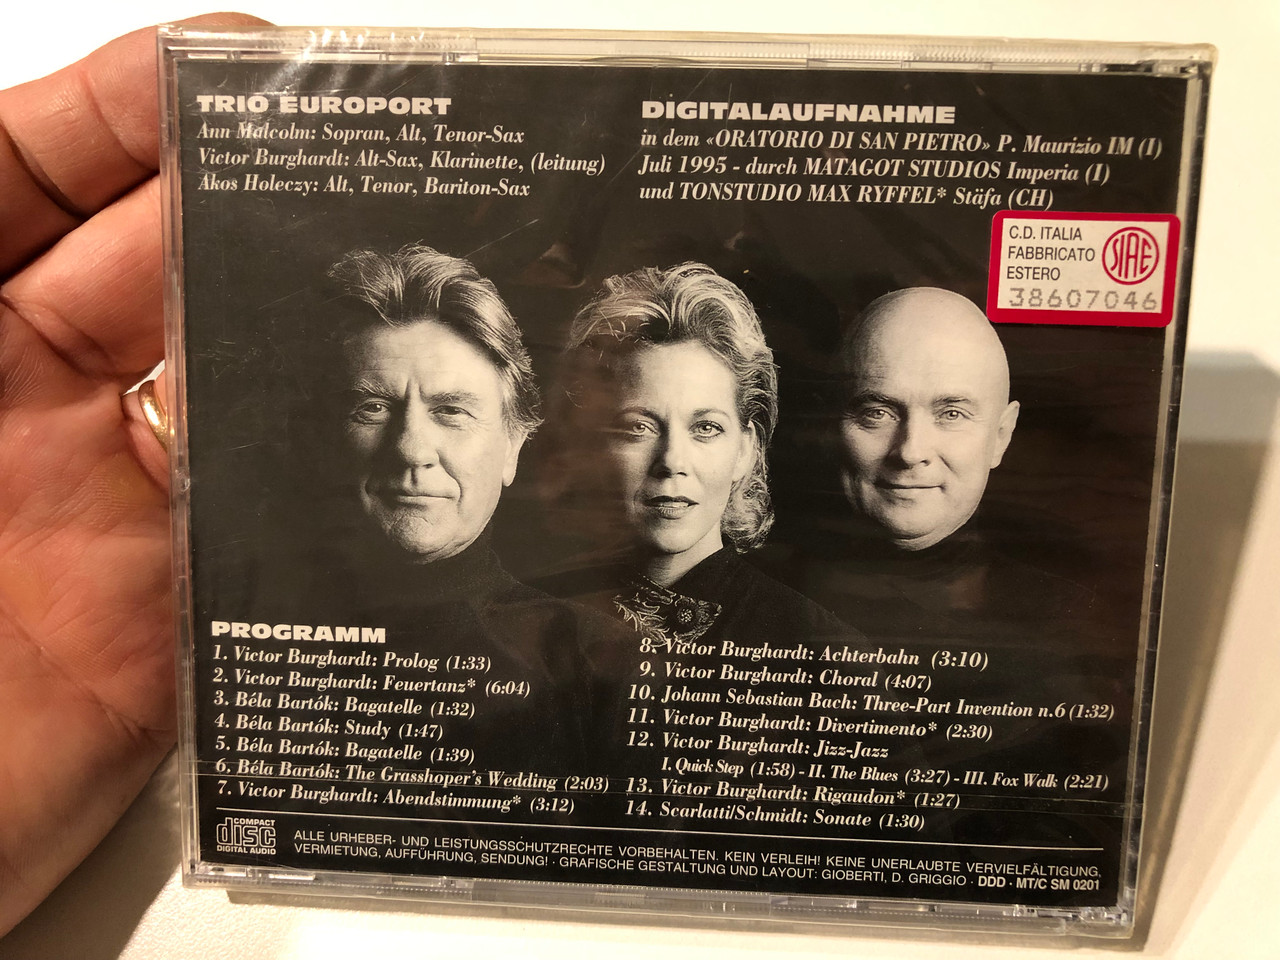 TRIO EUROPORT
Ann Malcolm: Sopran, Alt, Tenor-Sax
Victor Burghardt: Alt-Sax, Klarinette, (leitung)
Akos Holeczy: Alt, Tenor, Bariton-Sax
DIGITALAUFNAHME
in dem «ORATORIO DI SAN PIETRO» P. Maurizio IM (I)
Juli 1995 - durch MATAGOT STUDIOS Imperia (I)
und TONSTUDIO MAX RYFFEL* Stäfa (CH)
C.D. ITALIA
FABBRICATO
ESTERO
SIAE
38607046
PROGRAMM
1. Victor Burghardt: Prolog (1:33)
2. Victor Burghardt: Feuertanz* (6:04)
3. Béla Bartók: Bagatelle (1:32)
4. Béla Bartók: Study (1:47)
5. Béla Bartók: Bagatelle (1:39)
6. Béla Bartók: The Grasshoper's Wedding (2:03)
7. Victor Burghardt: Abendstimmung* (3:12)
8. Victor Burghardt: Achterbahn (3:10)
9. Victor Burghardt: Choral (4:07)
10. Johann Sebastian Bach: Three-Part Invention n.6 (1:32)
11. Victor Burghardt: Divertimento* (2:30)
12. Victor Burghardt: Jizz-Jazz
I. Quick Step (1:58) - II. The Blues (3:27) - III. Fox Walk (2:21)
13. Victor Burghardt: Rigaudon* (1:27)
14. Scarlatti/Schmidt: Sonate (1:30)
COMPACT
disc
DIGITAL AUDIO
ALLE URHEBER- UND LEISTUNGSSCHUTZRECHTE VORBEHALTEN. KEIN VERLEIH! KEINE UNERLAUBTE VERVIELFÄLTIGUNG,
VERMIETUNG, AUFFÜHRUNG, SENDUNG! · GRAFISCHE GESTALTUNG UND LAYOUT: GIOBERTI, D. GRIGGIO · DDD · MT/C SM 0201